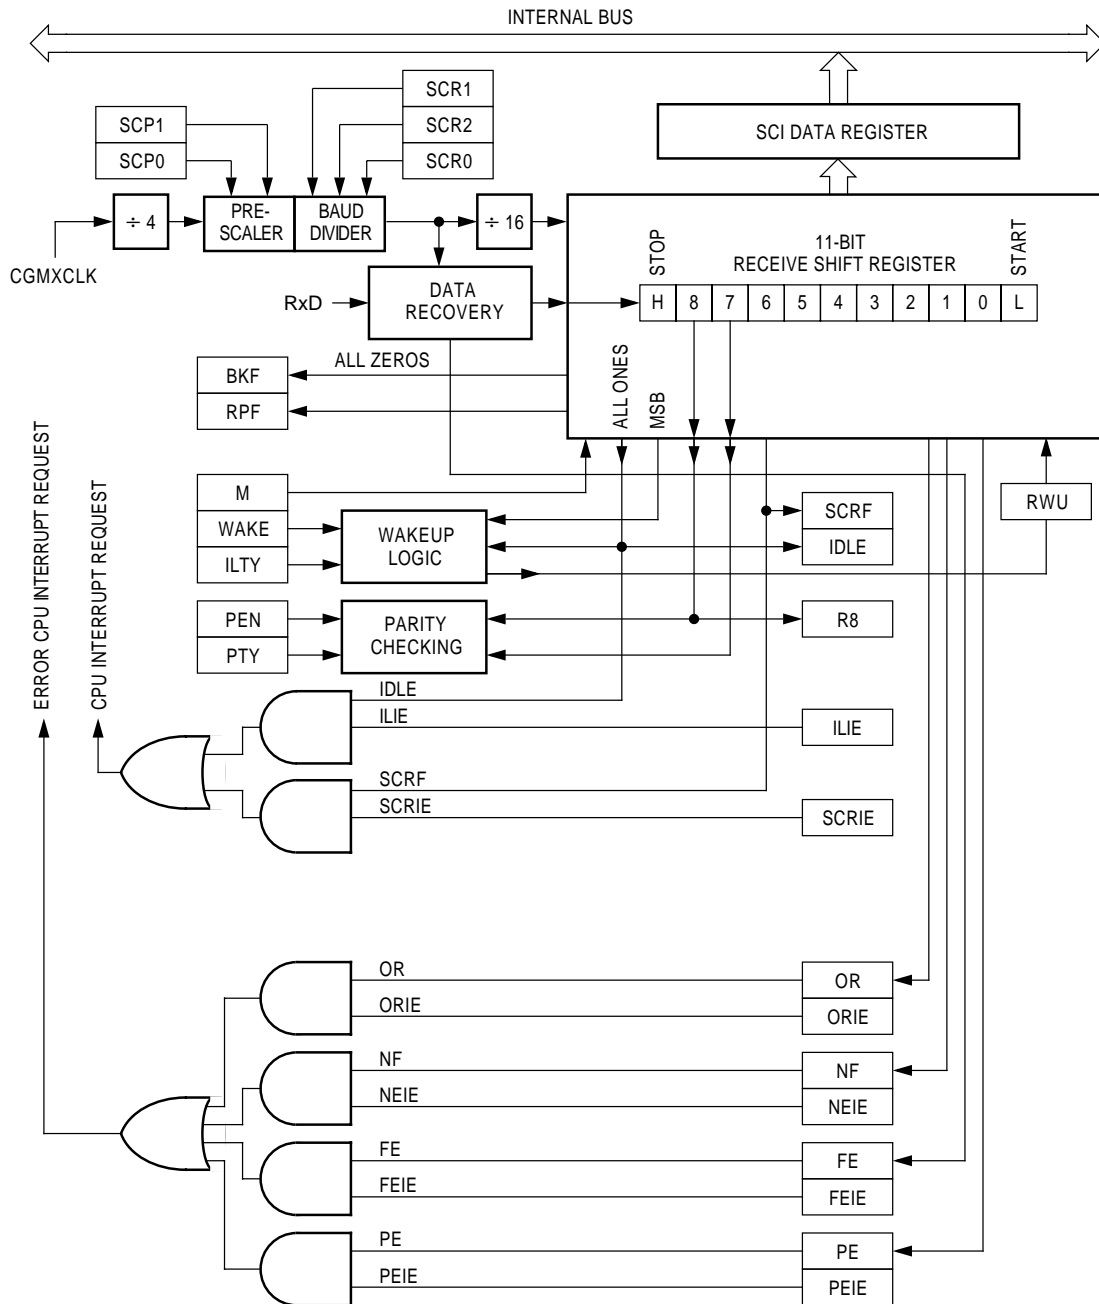 INTERNAL BUS
SCR1
SCP1
SCR2
SCI DATA REGISTER
SCP0
SCR0
÷ 4
PRE-
SCALER
BAUD
DIVIDER
÷ 16
CGMXCLK
STOP
11-BIT
RECEIVE SHIFT REGISTER
START
RxD
DATA
RECOVERY
H 8 7 6 5 4 3 2 1 0 L
ALL ZEROS
BKF
RPF
ALL ONES
MSB
ERROR CPU INTERRUPT REQUEST
CPU INTERRUPT REQUEST
M
WAKE
ILTY
WAKEUP
LOGIC
SCRF
IDLE
RWU
PEN
PTY
PARITY
CHECKING
R8
IDLE
ILIE
ILIE
SCRF
SCRIE
SCRIE
OR
OR
ORIE
ORIE
NF
NF
NEIE
NEIE
FE
FE
FEIE
FEIE
PE
PE
PEIE
PEIE